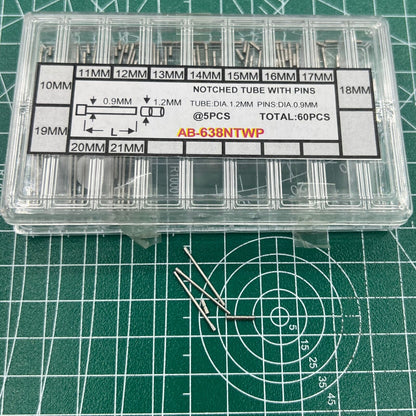 NOTCHED TUBE WITH PINS
11MM 12MM 13MM 14MM 15MM 16MM 17MM
10MM 18MM
0.9MM 1.2MM TUBE:DIA.1.2MM PINS:DIA.0.9MM
L @5PCS TOTAL:60PCS
19MM AB-638NTWP
20MM 21MM
5
15
25
35
45